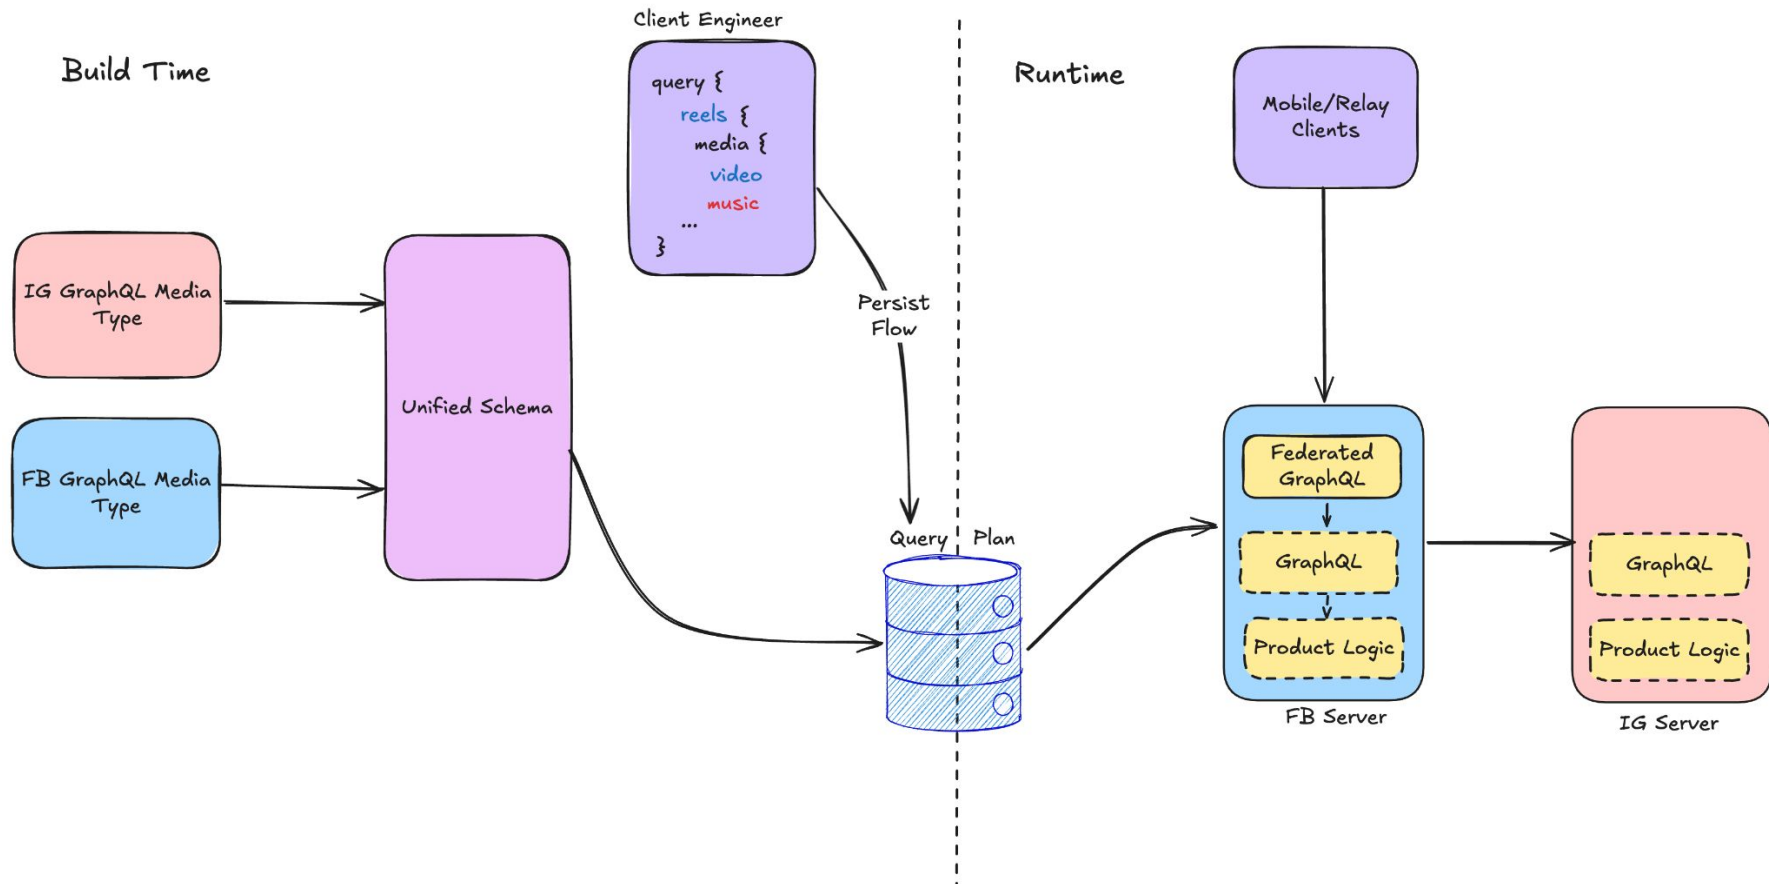 Client Engineer
Build Time
query {
reels {
media {
video
music
...
}
Runtime
Mobile/Relay
Clients
IG GraphQL Media
Type
FB GraphQL Media
Type
Unified Schema
Persist
Flow
Query Plan
Federated
GraphQL
GraphQL
Product Logic
FB Server
GraphQL
Product Logic
IG Server